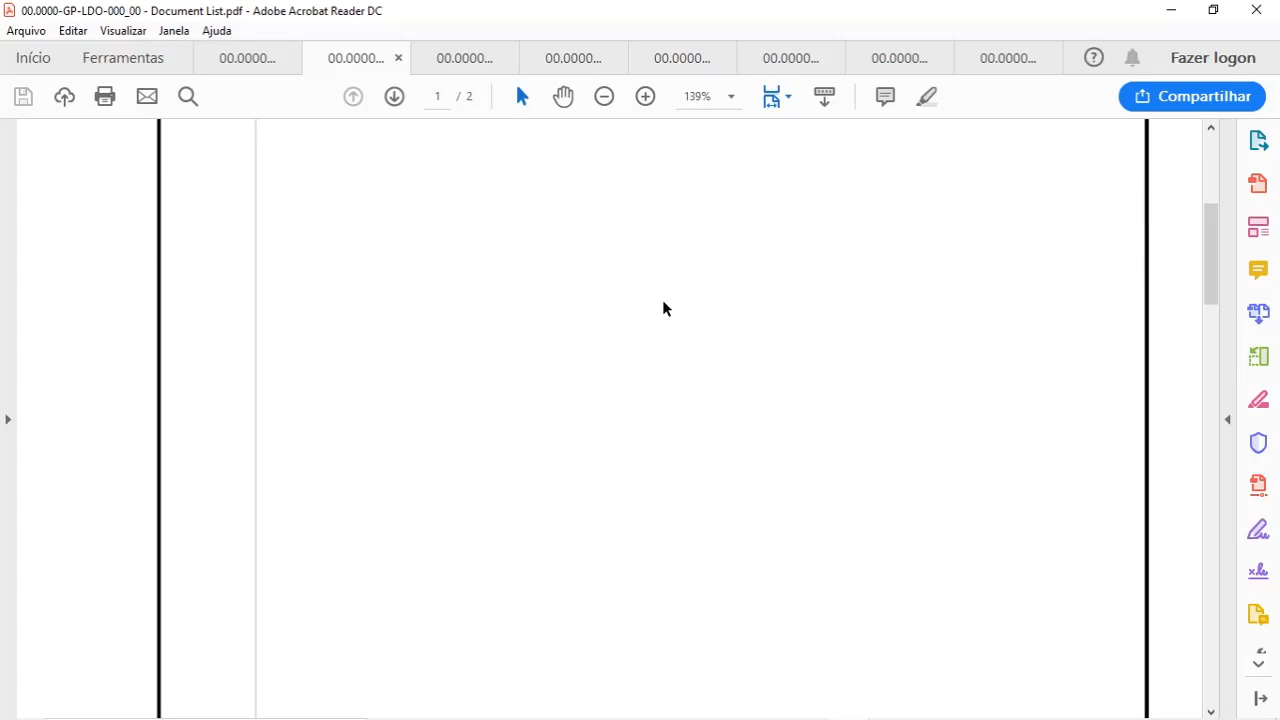 00.0000-GP-LDO-000_00 - Document List.pdf - Adobe Acrobat Reader DC
Arquivo Editar Visualizar Janela Ajuda
Início Ferramentas 00.0000... 00.0000... 00.0000... 00.0000... 00.0000... 00.0000... 00.0000... 00.0000... Fazer logon
1 / 2 139% Compartilhar